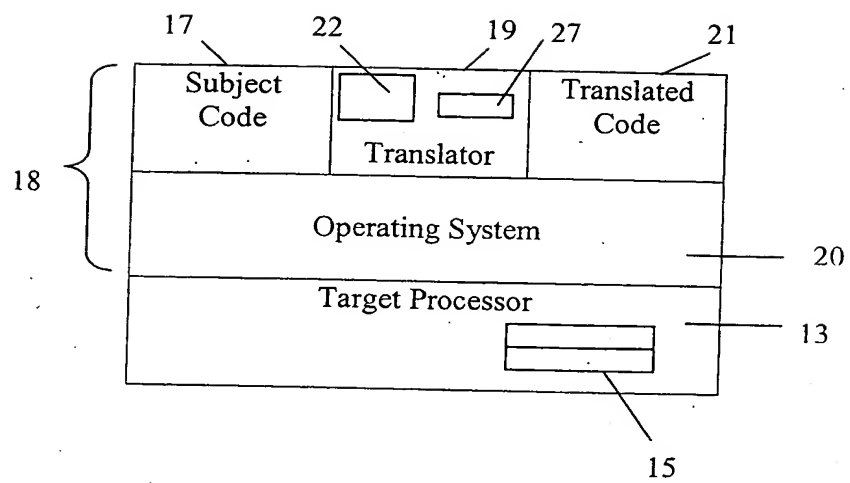 17
22
19
27
21
Subject
Code
Translator
Translated
Code
18
Operating System
20
Target Processor
13
15